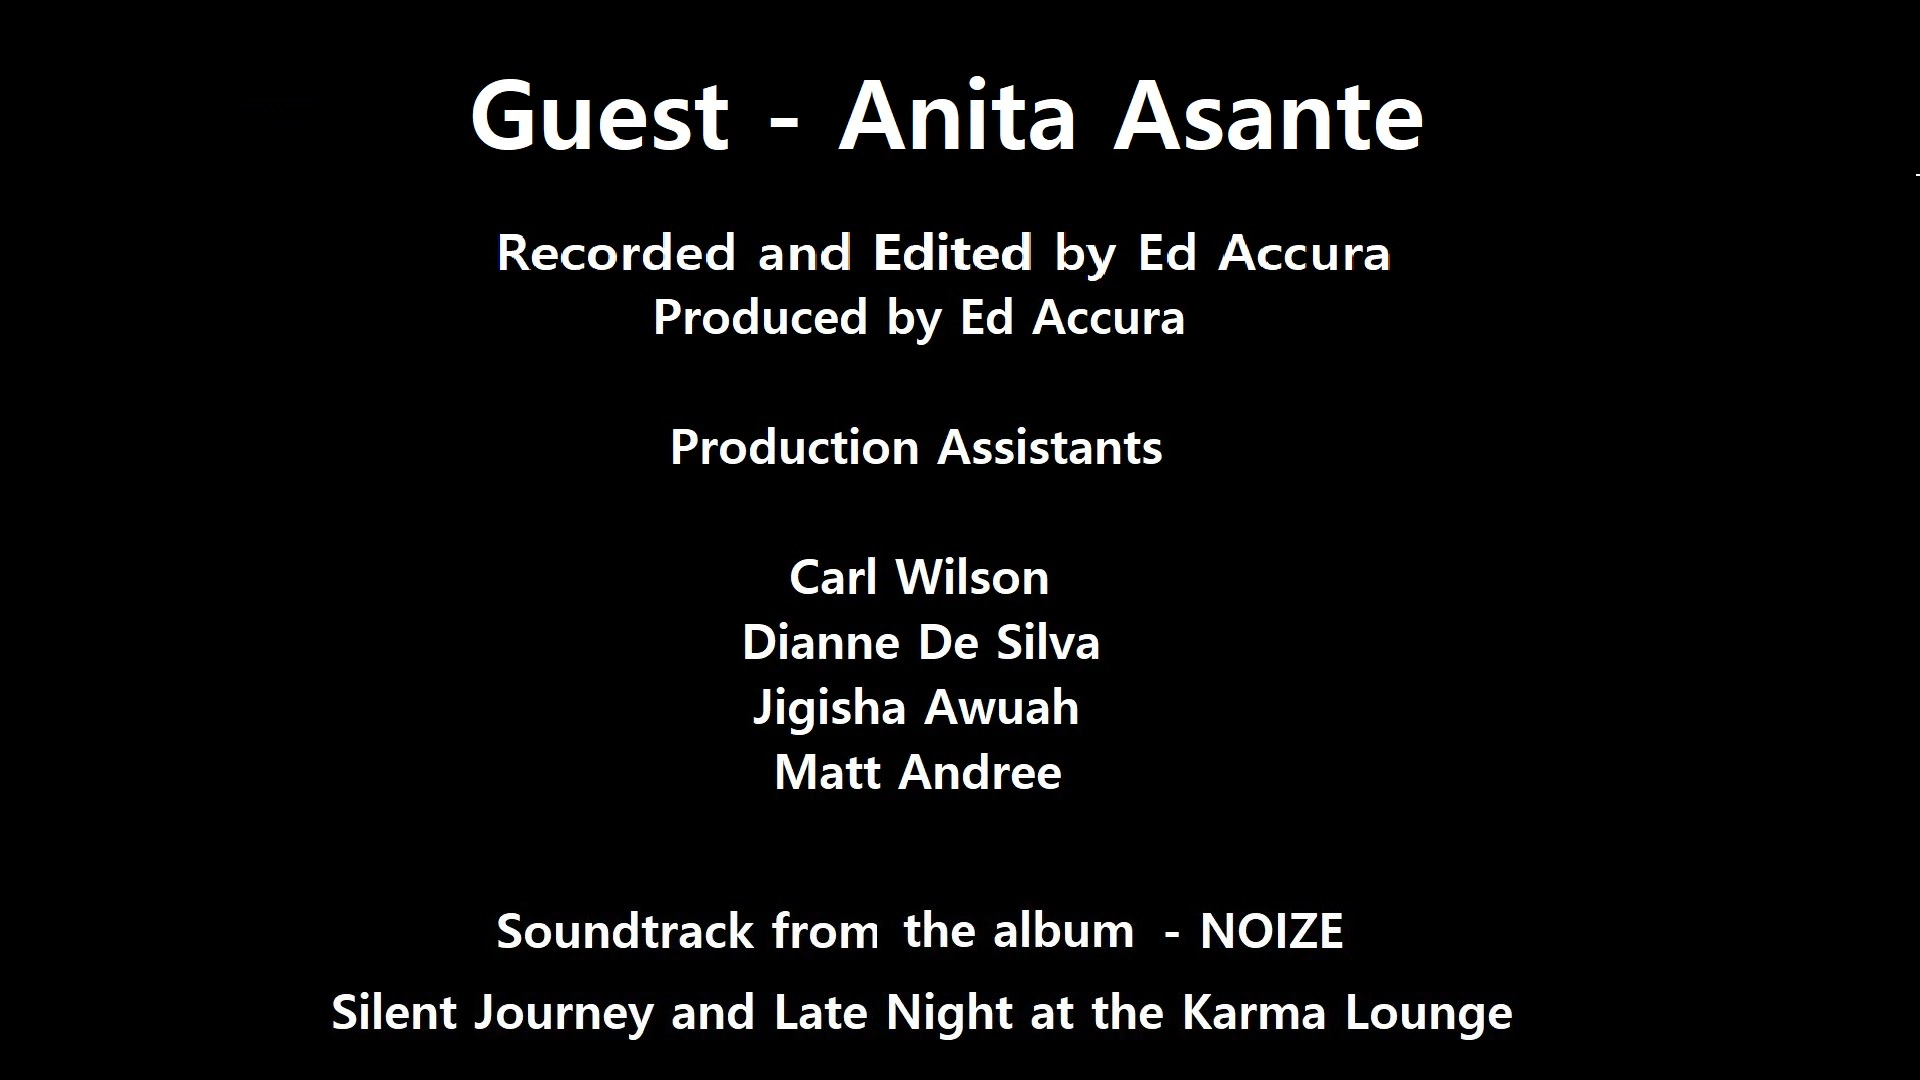 Guest - Anita Asante
Recorded and Edited by Ed Accura
Produced by Ed Accura
Production Assistants
Carl Wilson
Dianne De Silva
Jigisha Awuah
Matt Andree
Soundtrack from the album - NOIZE
Silent Journey and Late Night at the Karma Lounge